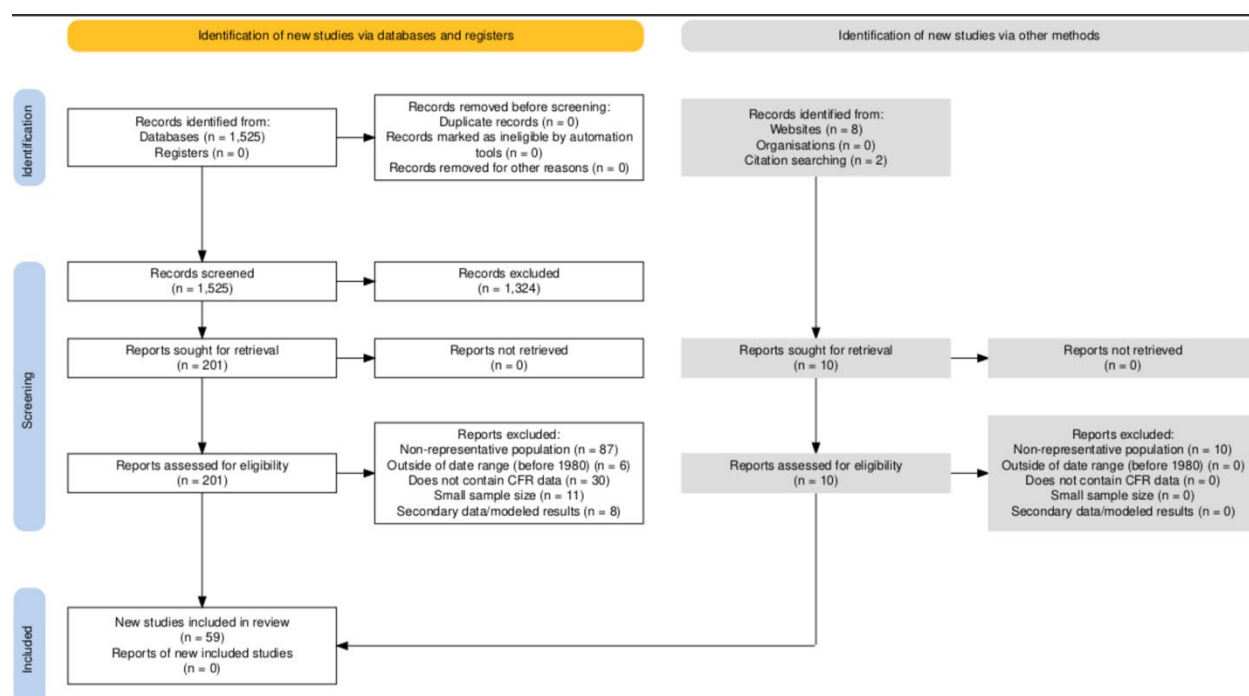 Identification of new studies via databases and registers
Identification of new studies via other methods
Identification
Records identified from:
Databases (n = 1,525)
Registers (n = 0)
Records removed before screening:
Duplicate records (n = 0)
Records marked as ineligible by automation
tools (n = 0)
Records removed for other reasons (n = 0)
Records identified from:
Websites (n = 8)
Organisations (n = 0)
Citation searching (n = 2)
Screening
Records screened
(n = 1,525)
Records excluded
(n = 1,324)
Reports sought for retrieval
(n = 201)
Reports not retrieved
(n = 0)
Reports sought for retrieval
(n = 10)
Reports not retrieved
(n = 0)
Reports assessed for eligibility
(n = 201)
Reports excluded:
Non-representative population (n = 87)
Outside of date range (before 1980) (n = 6)
Does not contain CFR data (n = 30)
Small sample size (n = 11)
Secondary data/modeled results (n = 8)
Reports assessed for eligibility
(n = 10)
Reports excluded:
Non-representative population (n = 10)
Outside of date range (before 1980) (n = 0)
Does not contain CFR data (n = 0)
Small sample size (n = 0)
Secondary data/modeled results (n = 0)
Included
New studies included in review
(n = 59)
Reports of new included studies
(n = 0)